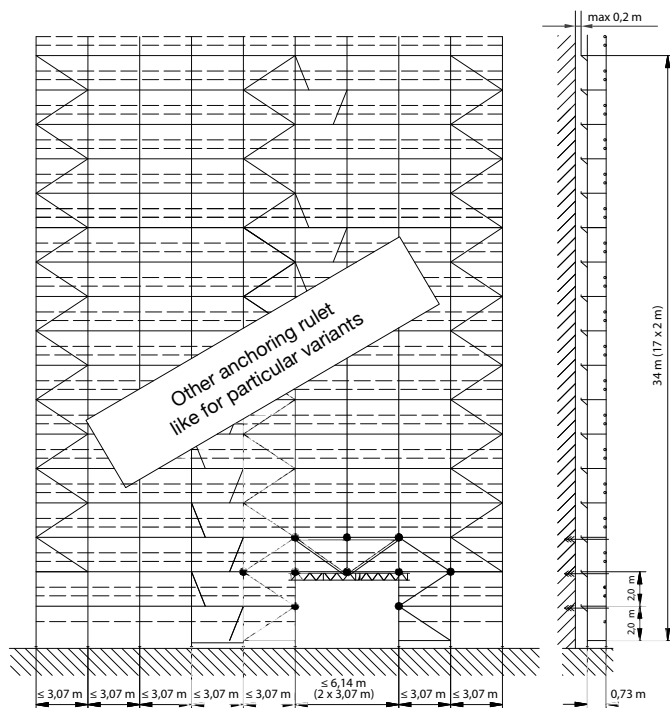 max 0,2 m
Other anchoring rulet
like for particular variants
34 m (17 x 2 m)
2,0 m
2,0 m
≤ 3,07 m
≤ 3,07 m
≤ 3,07 m
≤ 3,07 m
≤ 3,07 m
≤ 6,14 m
(2 x 3,07 m)
≤ 3,07 m
≤ 3,07 m
0,73 m